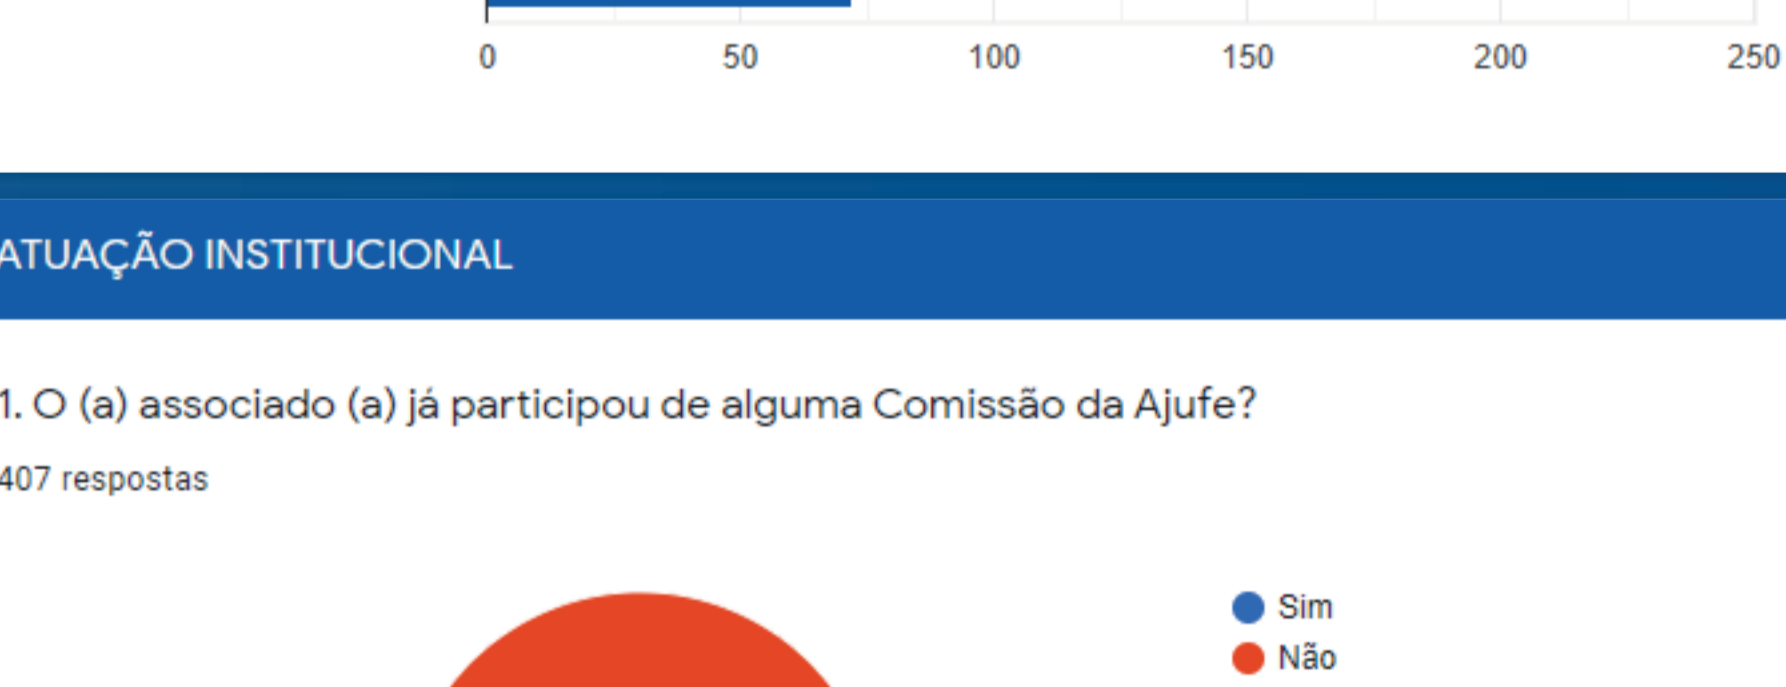 0 50 100 150 200 250
ATUAÇÃO INSTITUCIONAL
1. O (a) associado (a) já participou de alguma Comissão da Ajufe?
407 respostas
Sim
Não